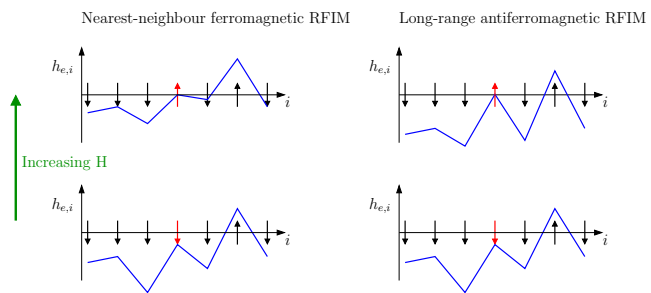 Nearest-neighbour ferromagnetic RFIM
Long-range antiferromagnetic RFIM
h_{e,i}
i
h_{e,i}
i
Increasing H
h_{e,i}
i
h_{e,i}
i